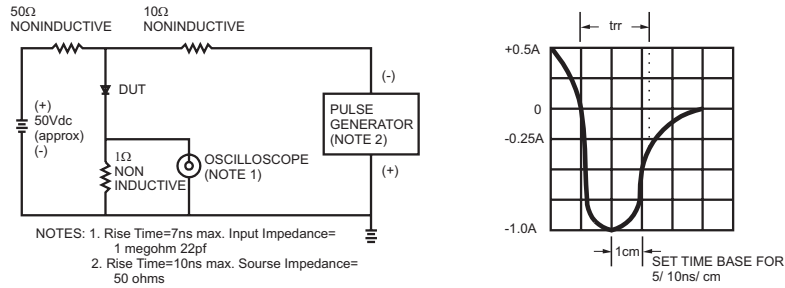 50Ω
NONINDUCTIVE
10Ω
NONINDUCTIVE
DUT
(+)
50Vdc
(approx)
(-)
1Ω
NON
INDUCTIVE
OSCILLOSCOPE
(NOTE 1)
(-)
PULSE
GENERATOR
(NOTE 2)
(+)
NOTES: 1. Rise Time=7ns max. Input Impedance=
1 megohm 22pf
2. Rise Time=10ns max. Sourse Impedance=
50 ohms
trr
+0.5A
0
-0.25A
-1.0A
1cm
SET TIME BASE FOR
5/ 10ns/ cm